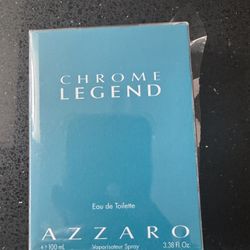 CHROME
LEGEND
Eau de Toilette
AZZARO
e 100 mL Vaporisateur Spray 3.38 Fl. Oz.